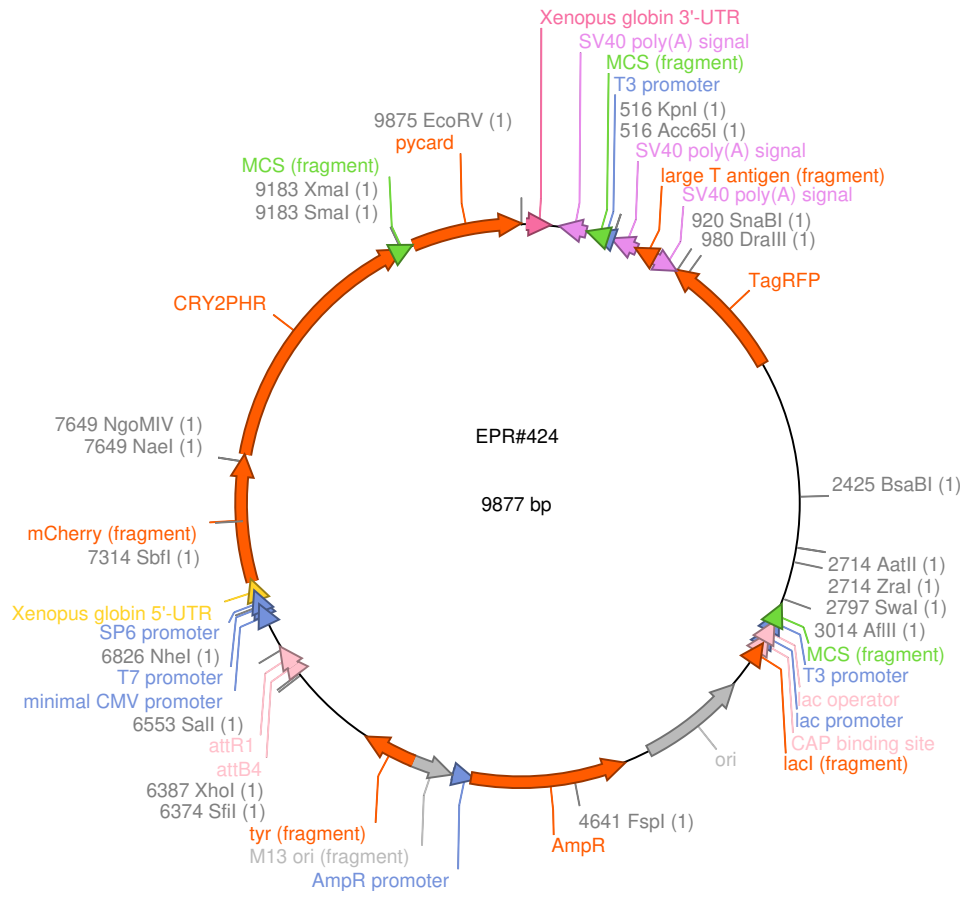 Xenopus globin 3'-UTR
SV40 poly(A) signal
MCS (fragment)
T3 promoter
516 KpnI (1)
516 Acc65I (1)
SV40 poly(A) signal
large T antigen (fragment)
SV40 poly(A) signal
920 SnaBI (1)
980 DraIII (1)
TagRFP
9875 EcoRV (1)
pycard
MCS (fragment)
9183 XmaI (1)
9183 SmaI (1)
CRY2PHR
7649 NgoMIV (1)
7649 NaeI (1)
EPR#424
9877 bp
2425 BsaBI (1)
mCherry (fragment)
7314 SbfI (1)
2714 AatII (1)
2714 ZraI (1)
2797 SwaI (1)
3014 AflII (1)
MCS (fragment)
T3 promoter
lac operator
lac promoter
CAP binding site
lacI (fragment)
Xenopus globin 5'-UTR
SP6 promoter
6826 NheI (1)
T7 promoter
minimal CMV promoter
6553 SalI (1)
attR1
attB4
6387 XhoI (1)
6374 SfiI (1)
tyr (fragment)
M13 ori (fragment)
AmpR promoter
ori
4641 FspI (1)
AmpR